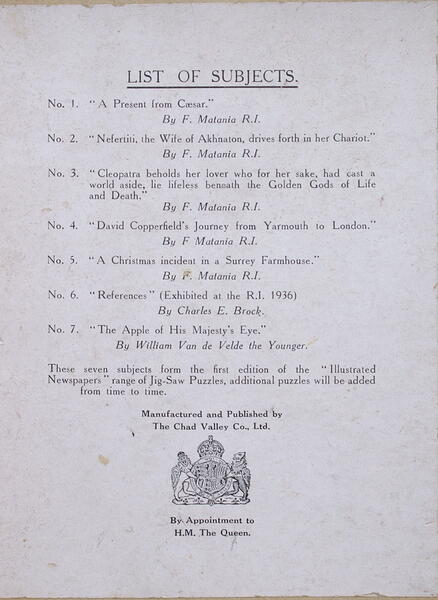 LIST OF SUBJECTS.
No. 1. "A Present from Cæsar."
By F. Matania R.I.
No. 2. "Nefertiti, the Wife of Akhnaton, drives forth in her Chariot."
By F. Matania R.I.
No. 3. "Cleopatra beholds her lover who for her sake, had cast a
world aside, lie lifeless beneath the Golden Gods of Life
and Death."
By F. Matania R.I.
No. 4. "David Copperfield's Journey from Yarmouth to London."
By F Matania R.I.
No. 5. "A Christmas incident in a Surrey Farmhouse."
By F. Matania R.I.
No. 6. "References" (Exhibited at the R.I. 1936)
By Charles E. Brock.
No. 7. "The Apple of His Majesty's Eye."
By William Van de Velde the Younger.
These seven subjects form the first edition of the "Illustrated
Newspapers" range of Jig-Saw Puzzles, additional puzzles will be added
from time to time.
Manufactured and Published by
The Chad Valley Co., Ltd.
By Appointment to
H.M. The Queen.